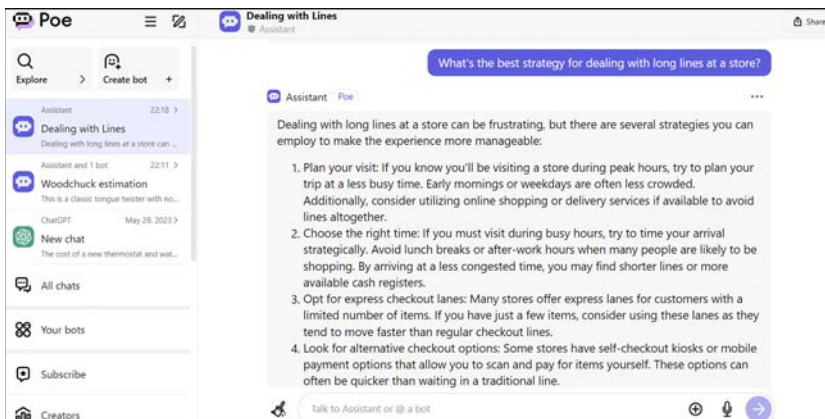 Poe
Dealing with Lines
Assistant
Share
Explore
Create bot
Assistant 22:18
Dealing with Lines
Dealing with long lines at a store can ...
Assistant and 1 bot 22:11
Woodchuck estimation
This is a classic tongue twister with no...
ChatGPT May 29, 2023
New chat
The cost of a new thermostat and wat...
All chats
Your bots
Subscribe
Creators
What's the best strategy for dealing with long lines at a store?
Assistant Poe
Dealing with long lines at a store can be frustrating, but there are several strategies you can
employ to make the experience more manageable:
1. Plan your visit: If you know you'll be visiting a store during peak hours, try to plan your
trip at a less busy time. Early mornings or weekdays are often less crowded.
Additionally, consider utilizing online shopping or delivery services if available to avoid
lines altogether.
2. Choose the right time: If you must visit during busy hours, try to time your arrival
strategically. Avoid lunch breaks or after-work hours when many people are likely to be
shopping. By arriving at a less congested time, you may find shorter lines or more
available cash registers.
3. Opt for express checkout lanes: Many stores offer express lanes for customers with a
limited number of items. If you have just a few items, consider using these lanes as they
tend to move faster than regular checkout lines.
4. Look for alternative checkout options: Some stores have self-checkout kiosks or mobile
payment options that allow you to scan and pay for items yourself. These options can
often be quicker than waiting in a traditional line.
Talk to Assistant or @ a bot